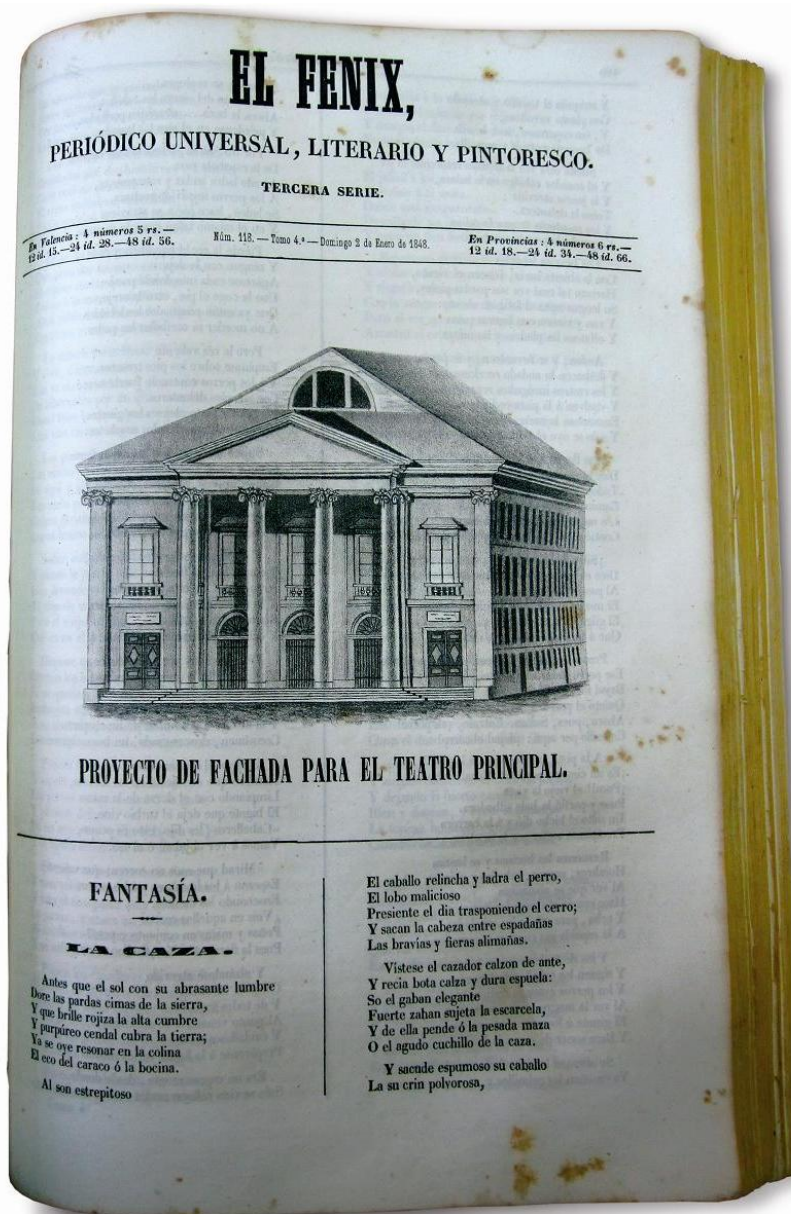 EL FENIX,
PERIÓDICO UNIVERSAL, LITERARIO Y PINTORESCO.
TERCERA SERIE.
En Valencia : 4 números 5 rs.—
12 id. 15.—24 id. 28.—48 id. 56.
Núm. 118. — Tomo 4.º — Domingo 2 de Enero de 1848.
En Provincias : 4 números 6 rs.—
12 id. 18.—24 id. 34.—48 id. 66.
PROYECTO DE FACHADA PARA EL TEATRO PRINCIPAL.
FANTASÍA.
LA CAZA.
Antes que el sol con su abrasante lumbre
Dore las pardas cimas de la sierra,
Y que brille rojiza la alta cumbre
Y purpúreo cendal cubra la tierra;
Ya se oye resonar en la colina
El eco del caraco ó la bocina.
Al son estrepitoso
El caballo relincha y ladra el perro,
El lobo malicioso
Presiente el dia trasponiendo el cerro;
Y sacan la cabeza entre espadañas
Las bravías y fieras alimañas.
Vístese el cazador calzon de ante,
Y recia bota calza y dura espuela:
So el gaban elegante
Fuerte zahan sujeta la escarcela,
Y de ella pende ó la pesada maza
O el agudo cuchillo de la caza.
Y sacude espumoso su caballo
La su crin polvorosa,